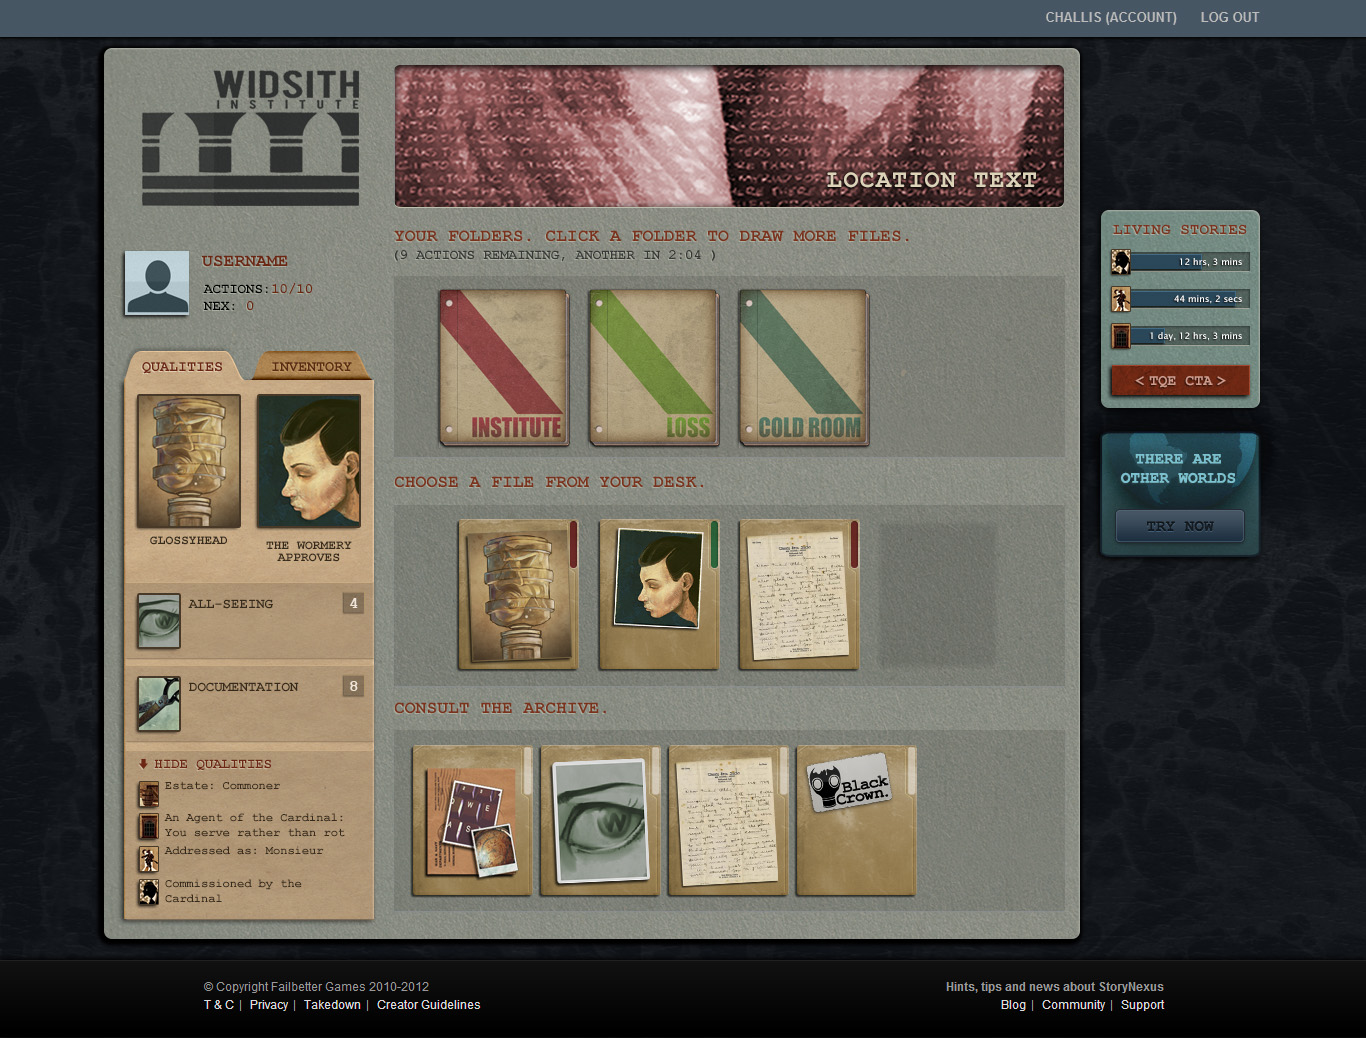 CHALLIS (ACCOUNT) LOG OUT
WIDSITH
INSTITUTE
LOCATION TEXT
USERNAME
ACTIONS:10/10
NEX: 0
QUALITIES
INVENTORY
GLOSSYHEAD
THE WORMERY
APPROVES
ALL-SEEING
4
DOCUMENTATION
8
HIDE QUALITIES
Estate: Commoner
An Agent of the Cardinal:
You serve rather than rot
Addressed as: Monsieur
Commissioned by the
Cardinal
YOUR FOLDERS. CLICK A FOLDER TO DRAW MORE FILES.
(9 ACTIONS REMAINING, ANOTHER IN 2:04 )
INSTITUTE
LOSS
COLD ROOM
CHOOSE A FILE FROM YOUR DESK.
CONSULT THE ARCHIVE.
Black
Crown.
LIVING STORIES
12 hrs, 3 mins
44 mins, 2 secs
1 day, 12 hrs, 3 mins
< TQE CTA >
THERE ARE
OTHER WORLDS
TRY NOW
© Copyright Failbetter Games 2010-2012
T & C | Privacy | Takedown | Creator Guidelines
Hints, tips and news about StoryNexus
Blog | Community | Support